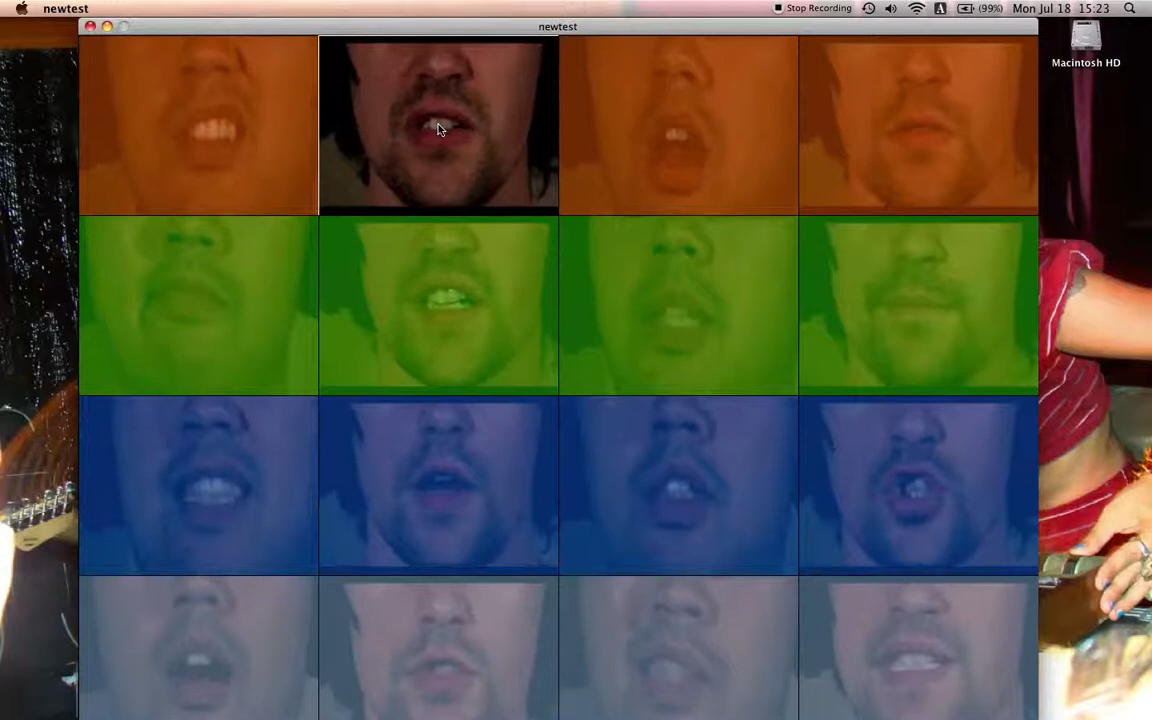 newtest
Stop Recording
A
(99%)
Mon Jul 18
15:23
newtest
Macintosh HD